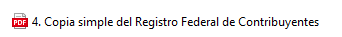 PDF 4. Copia simple del Registro Federal de Contribuyentes